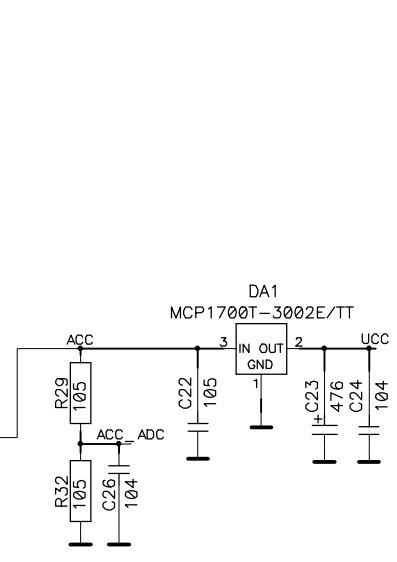 DA1
MCP1700T-3002E/TT
ACC
3
IN OUT
2
UCC
GND
1
R29
105
C22
105
C23
476
C24
104
+
ACC_ADC
R32
105
C26
104